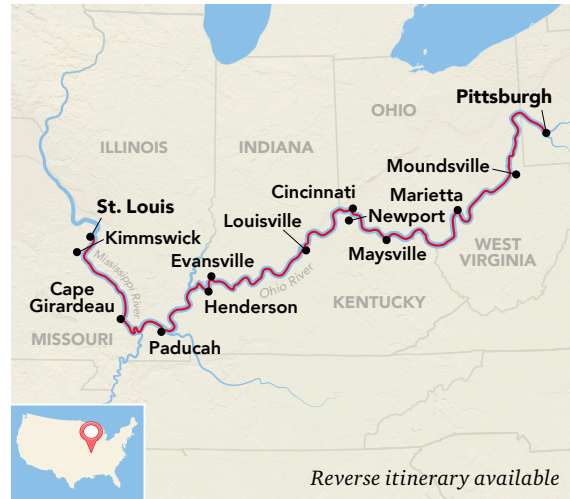 OHIO
Pittsburgh
ILLINOIS
INDIANA
Moundsville
Cincinnati
Marietta
St. Louis
Newport
Louisville
Kimmswick
WEST
VIRGINIA
Maysville
Evansville
Mississippi River
Ohio River
Cape
Girardeau
Henderson
KENTUCKY
MISSOURI
Paducah
Reverse itinerary available